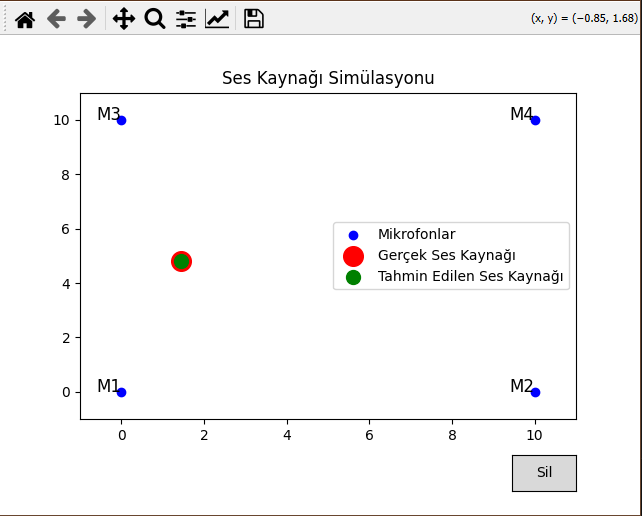 (x, y) = (−0.85, 1.68)
Ses Kaynağı Simülasyonu
M3
M4
10
8
6
4
2
0
Mikrofonlar
Gerçek Ses Kaynağı
Tahmin Edilen Ses Kaynağı
M1
M2
0 2 4 6 8 10
Sil